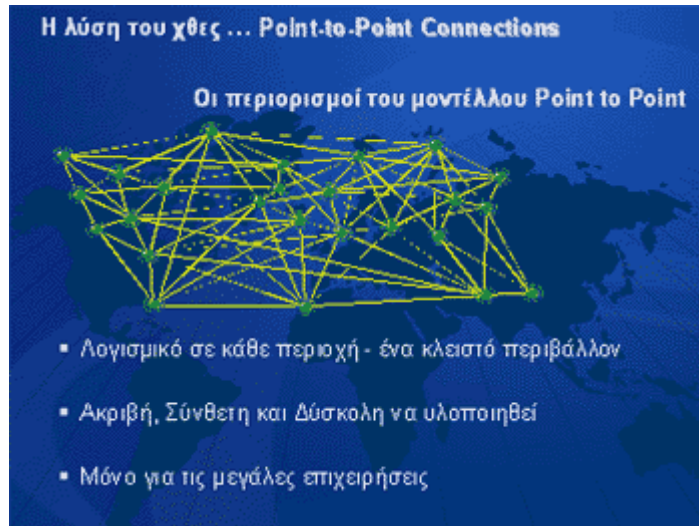 Η λύση του χθες ... Point-to-Point Connections
Οι περιορισμοί του μοντέλλου Point to Point
▪ Λογισμικό σε κάθε περιοχή - ένα κλειστό περιβάλλον
▪ Ακριβή, Σύνθετη και Δύσκολη να υλοποιηθεί
▪ Μόνο για τις μεγάλες επιχειρήσεις